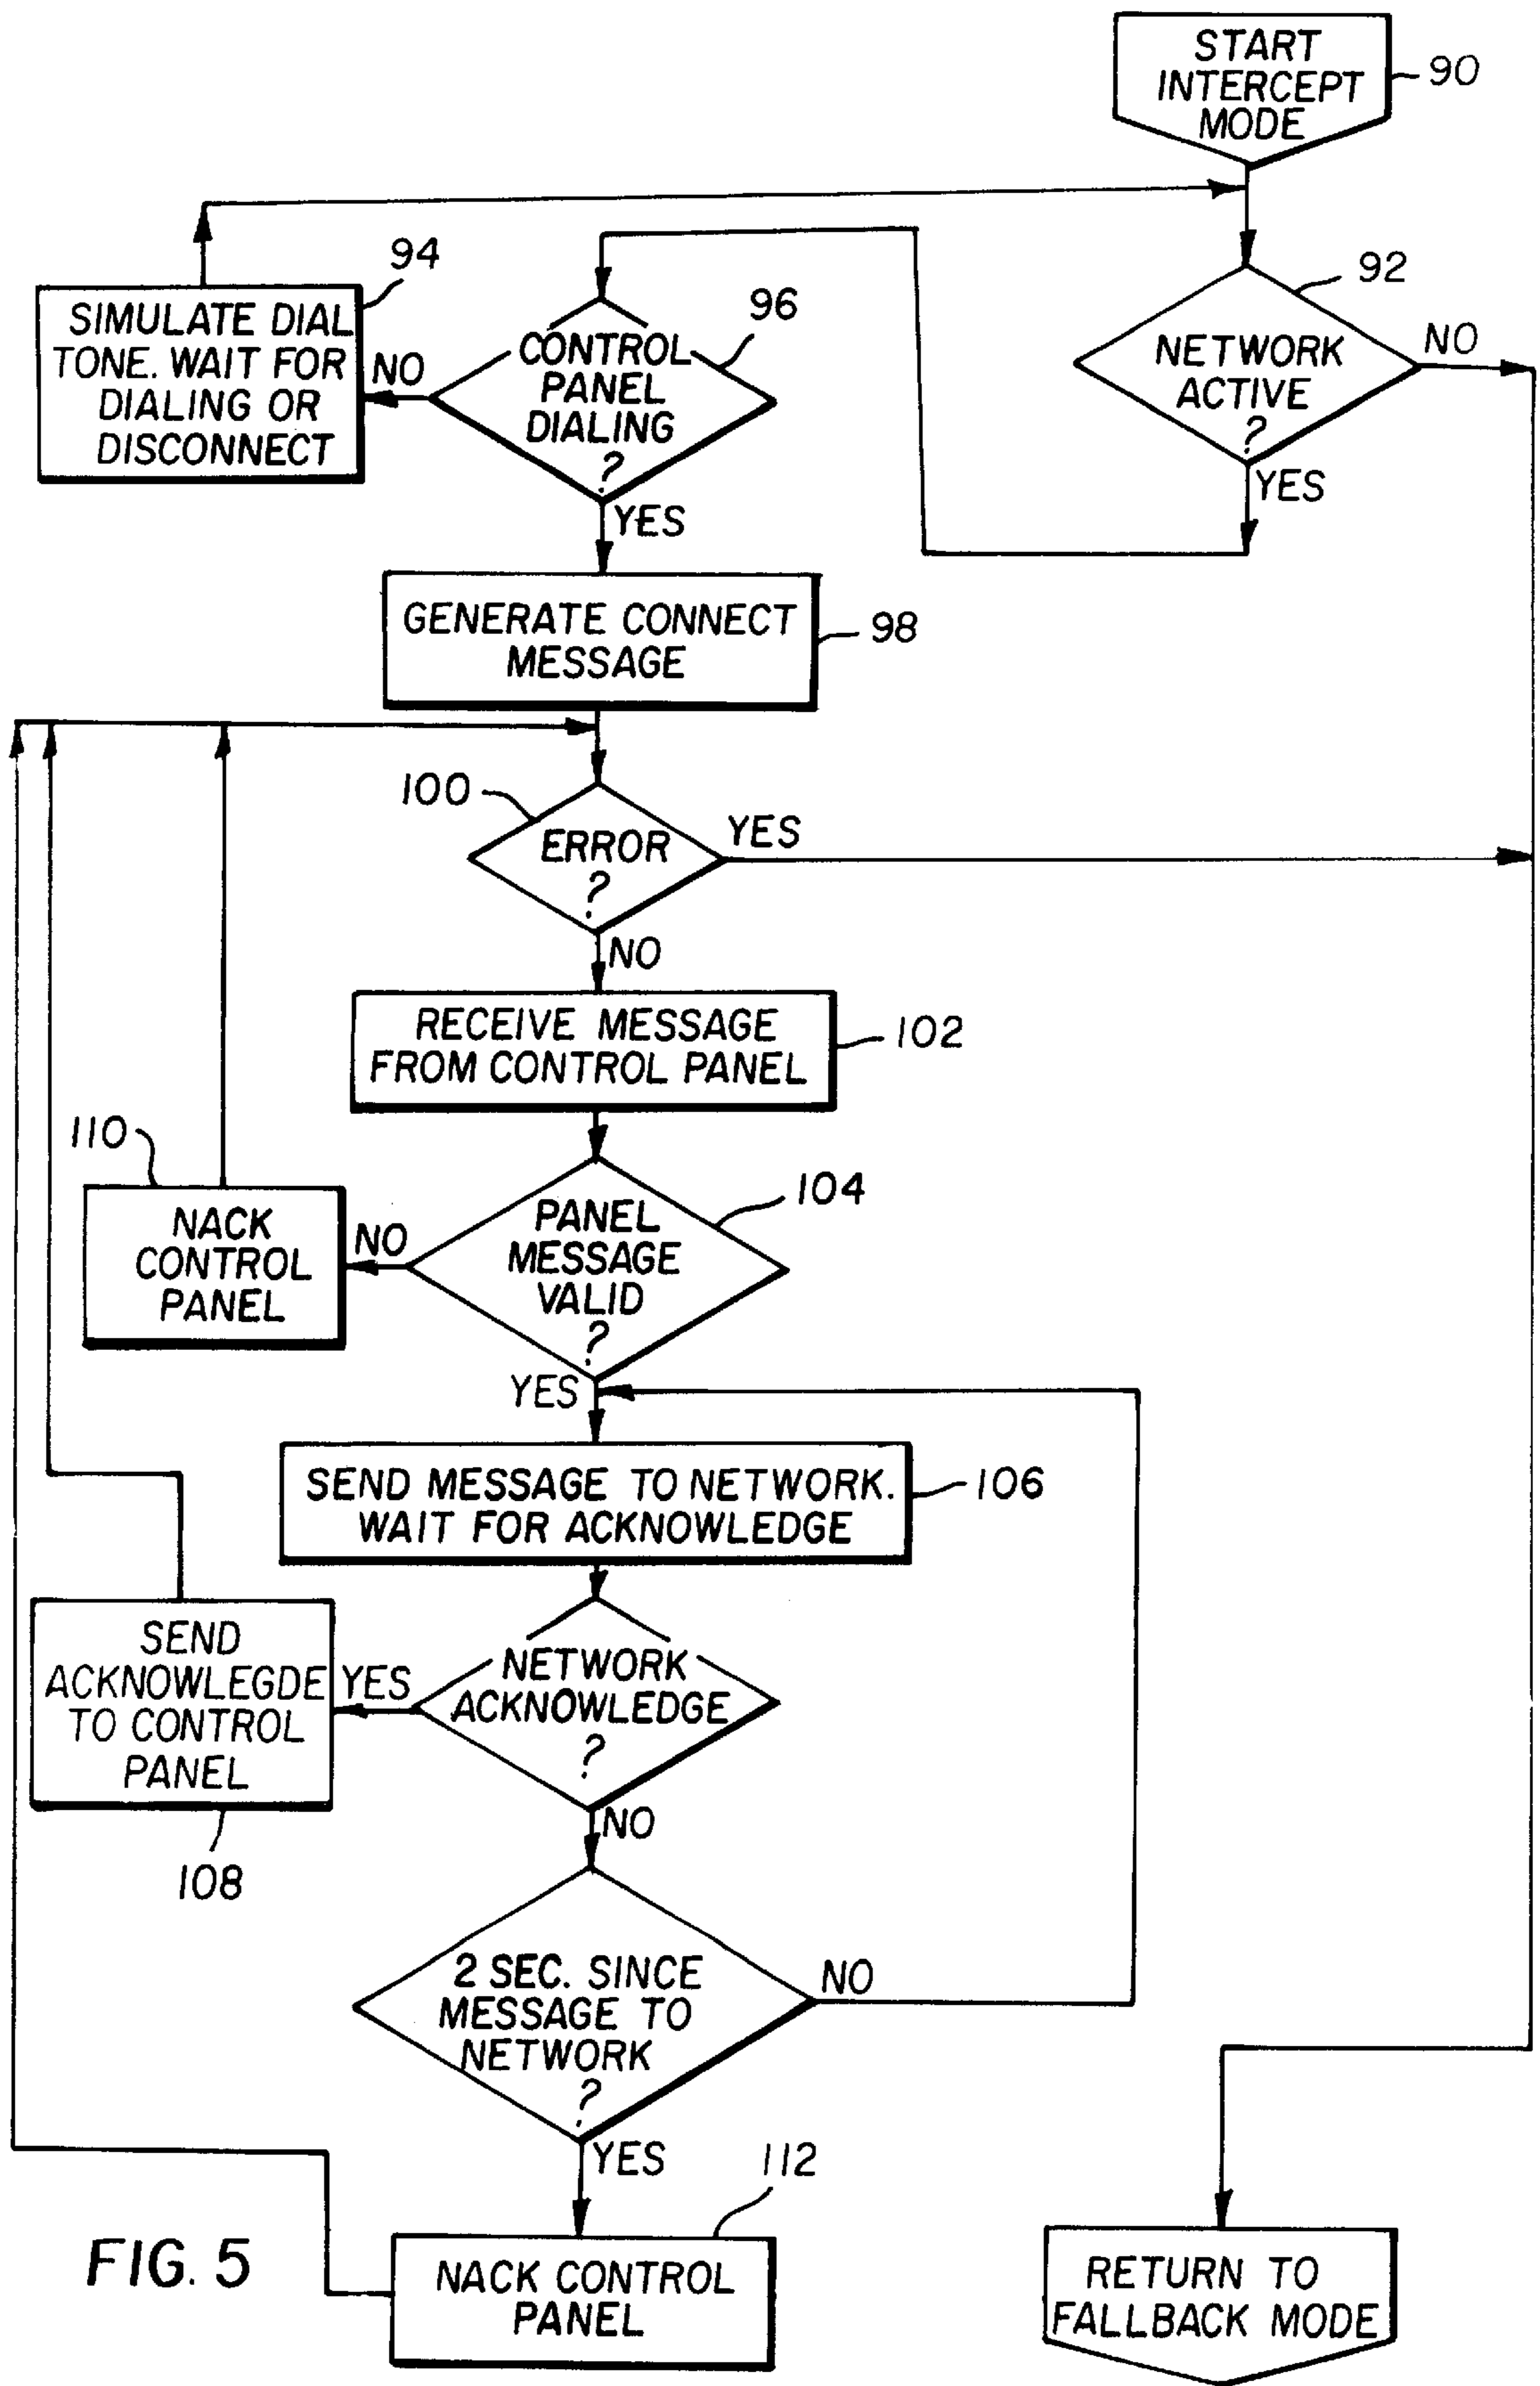 START
INTERCEPT
MODE
90
94
92
SIMULATE DIAL
TONE. WAIT FOR
DIALING OR
DISCONNECT
NO
96
CONTROL
PANEL
DIALING
?
YES
NETWORK
ACTIVE
?
NO
YES
GENERATE CONNECT
MESSAGE
98
100
ERROR
?
YES
NO
RECEIVE MESSAGE
FROM CONTROL PANEL
102
110
NACK
CONTROL
PANEL
NO
PANEL
MESSAGE
VALID
?
104
YES
SEND MESSAGE TO NETWORK.
WAIT FOR ACKNOWLEDGE
106
SEND
ACKNOWLEGDE
TO CONTROL
PANEL
108
YES
NETWORK
ACKNOWLEDGE
?
NO
2 SEC. SINCE
MESSAGE TO
NETWORK
?
NO
YES
112
NACK CONTROL
PANEL
RETURN TO
FALLBACK MODE
FIG. 5